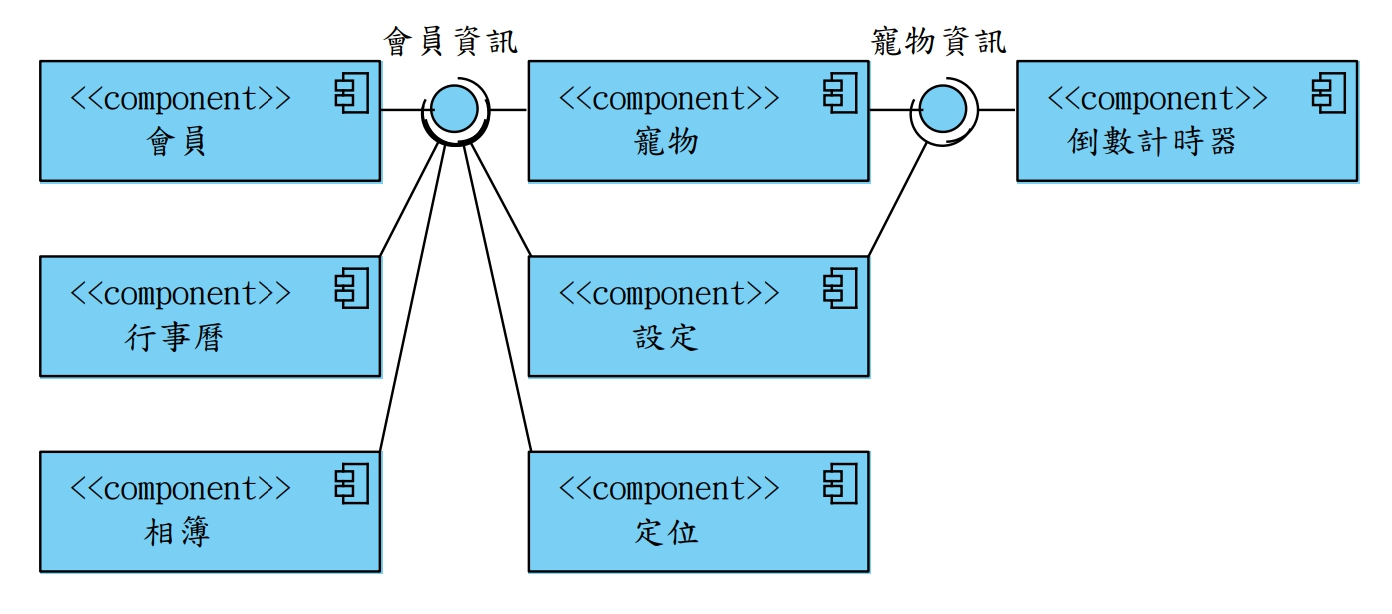 會員資訊
寵物資訊
<<component>>
會員
<<component>>
寵物
<<component>>
倒數計時器
<<component>>
行事曆
<<component>>
設定
<<component>>
相簿
<<component>>
定位